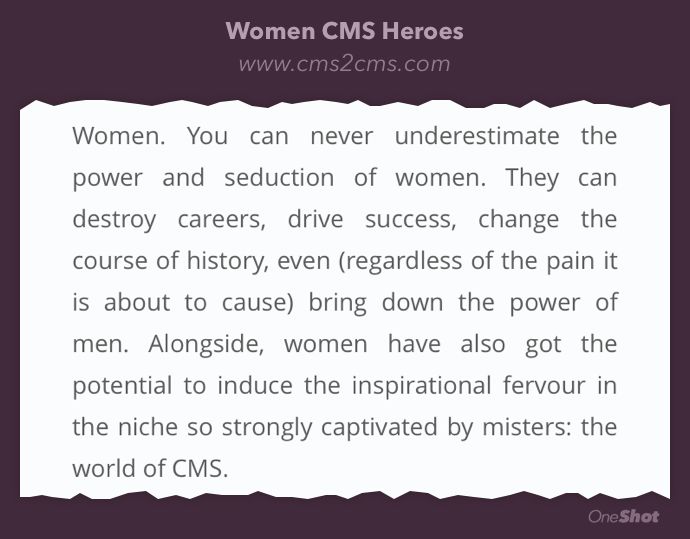 Women CMS Heroes
www.cms2cms.com
Women. You can never underestimate the
power and seduction of women. They can
destroy careers, drive success, change the
course of history, even (regardless of the pain it
is about to cause) bring down the power of
men. Alongside, women have also got the
potential to induce the inspirational fervour in
the niche so strongly captivated by misters: the
world of CMS.
OneShot